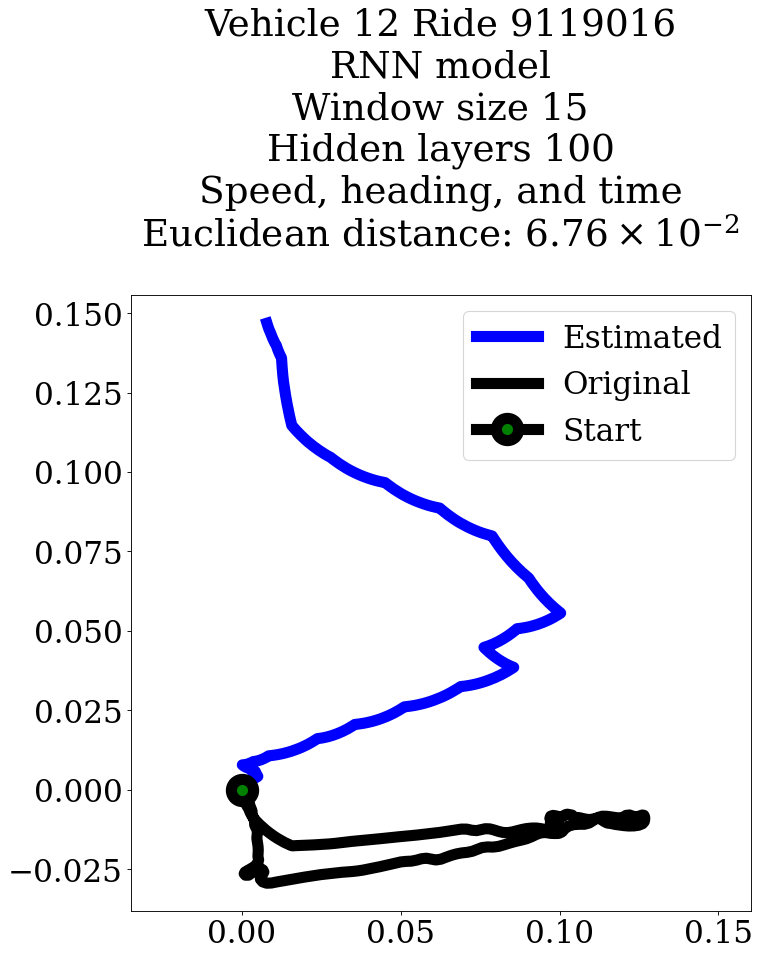 Vehicle 12 Ride 9119016
RNN model
Window size 15
Hidden layers 100
Speed, heading, and time
Euclidean distance: 6.76 × 10⁻²
0.150
0.125
0.100
0.075
0.050
0.025
0.000
−0.025
Estimated
Original
Start
0.00 0.05 0.10 0.15